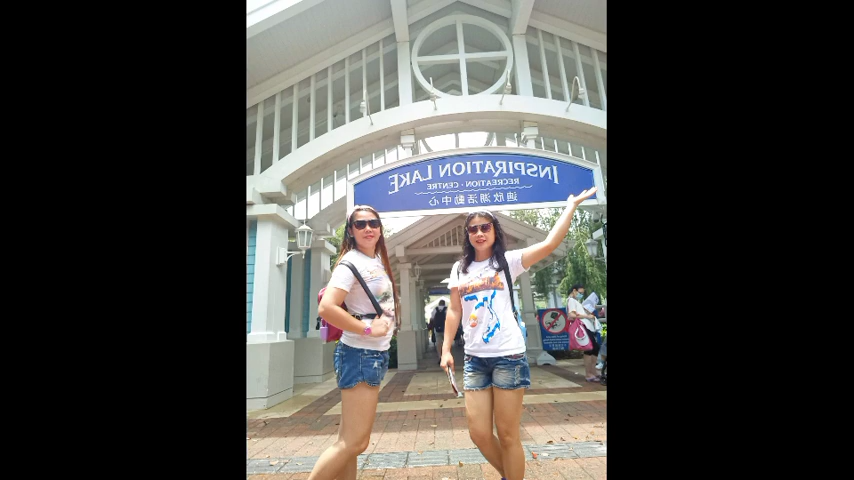 INSPIRATION LAKE
RECREATION · CENTRE
迪欣湖活動中心